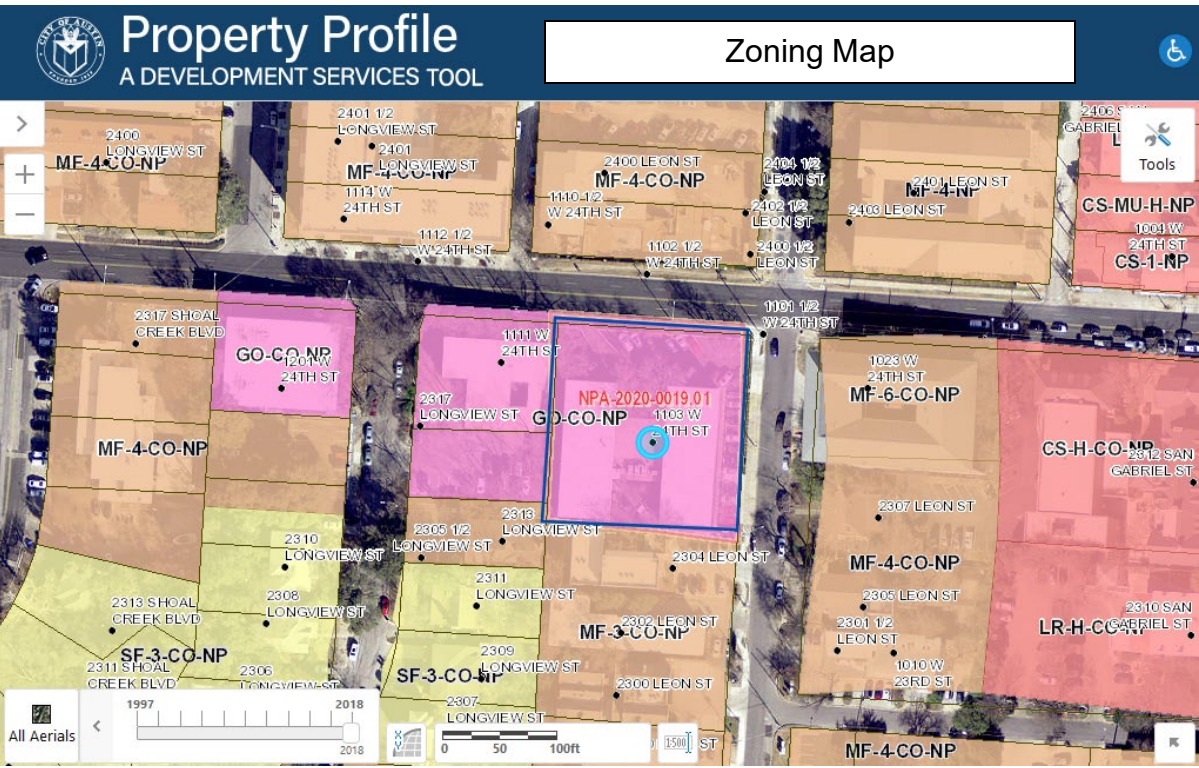 CITY OF AUSTIN
Property Profile
A DEVELOPMENT SERVICES TOOL
Zoning Map
Tools
2400
LONGVIEW ST
MF-4-CO-NP
2401 1/2
LONGVIEW ST
2401
LONGVIEW ST
MF-4-CO-NP
1114 W
24TH ST
1112 1/2
W 24TH ST
2400 LEON ST
MF-4-CO-NP
1110 1/2
W 24TH ST
1102 1/2
W 24TH ST
2404 1/2
LEON ST
2402 1/2
LEON ST
2400 1/2
LEON ST
2401 LEON ST
MF-4-NP
2403 LEON ST
GABRIEL
CS-MU-H-NP
1004 W
24TH ST
CS-1-NP
2317 SHOAL
CREEK BLVD
GO-CO-NP
1201 W
24TH ST
MF-4-CO-NP
1111 W
24TH ST
2317
LONGVIEW ST
1101 1/2
W 24TH ST
NPA-2020-0019.01
GO-CO-NP
1103 W
24TH ST
1023 W
24TH ST
MF-6-CO-NP
CS-H-CO-NP
2312 SAN
GABRIEL ST
2307 LEON ST
2313
LONGVIEW ST
2305 1/2
LONGVIEW ST
2310
LONGVIEW ST
2304 LEON ST
MF-4-CO-NP
2311
LONGVIEW ST
2308
LONGVIEW ST
2313 SHOAL
CREEK BLVD
2305 LEON ST
2310 SAN
GABRIEL ST
LR-H-CO-NP
2302 LEON ST
MF-3-CO-NP
2301 1/2
LEON ST
SF-3-CO-NP
2311 SHOAL
CREEK BLVD
2306
LONGVIEW ST
2309
LONGVIEW ST
SF-3-CO-NP
1010 W
23RD ST
2300 LEON ST
2307
LONGVIEW ST
1997
2018
2018
All Aerials
X Y
0 50 100ft
1:500
ST
MF-4-CO-NP